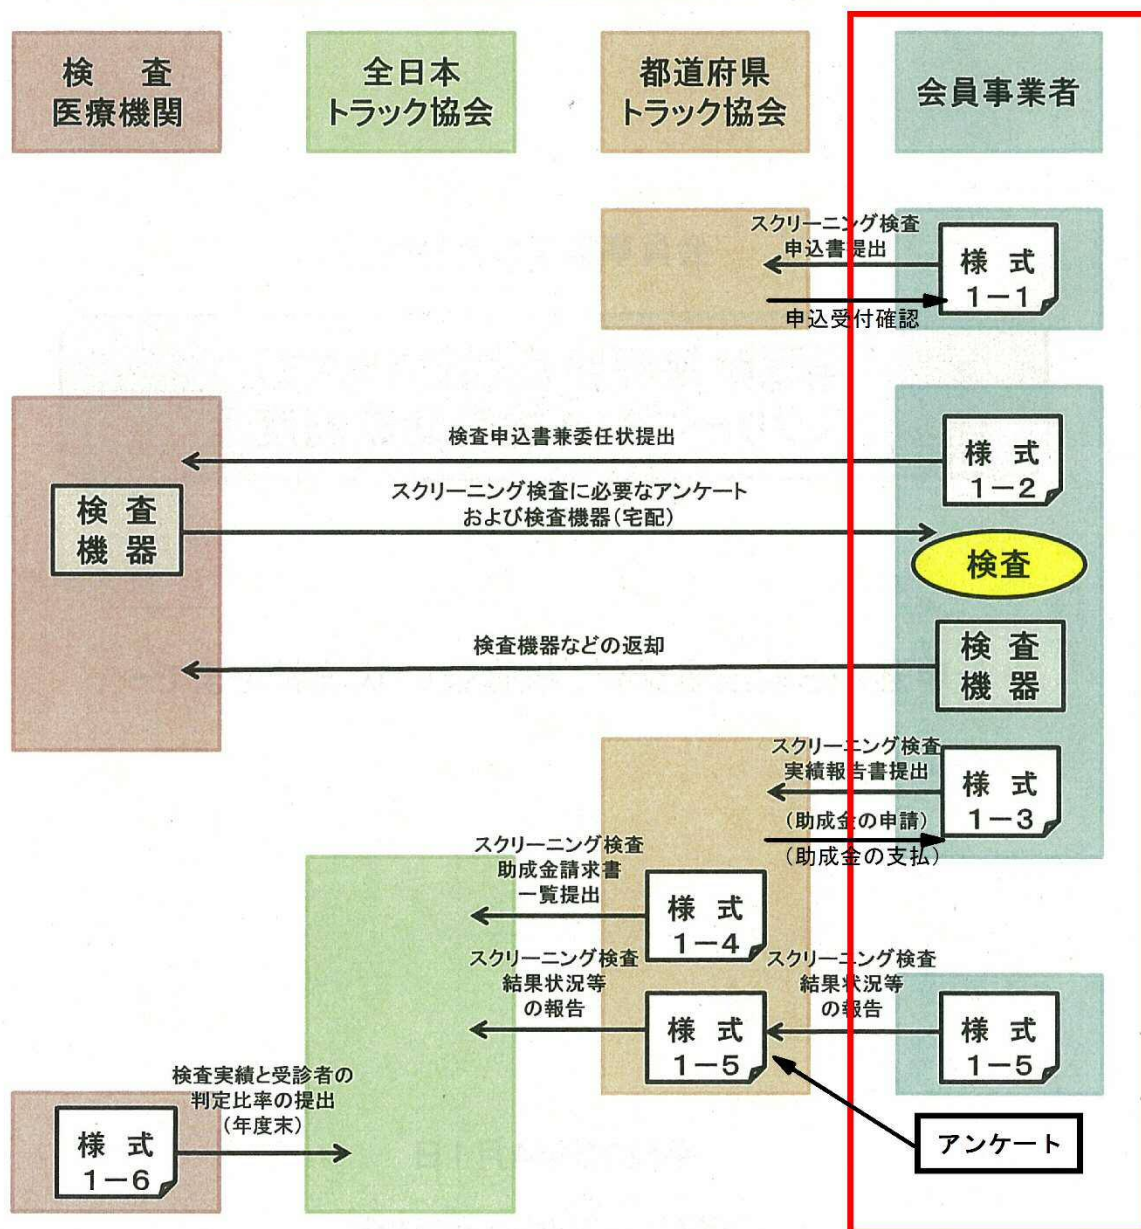 検　査
医療機関
全日本
トラック協会
都道府県
トラック協会
会員事業者
スクリーニング検査
申込書提出
様　式
1－1
申込受付確認
検査申込書兼委任状提出
様　式
1－2
スクリーニング検査に必要なアンケート
および検査機器(宅配)
検　査
機　器
検査
検査機器などの返却
検　査
機　器
スクリーニング検査
実績報告書提出
(助成金の申請)
(助成金の支払)
様　式
1－3
スクリーニング検査
助成金請求書
一覧提出
様　式
1－4
スクリーニング検査
結果状況等
の報告
様　式
1－5
スクリーニング検査
結果状況等
の報告
様　式
1－5
アンケート
検査実績と受診者の
判定比率の提出
(年度末)
様　式
1－6